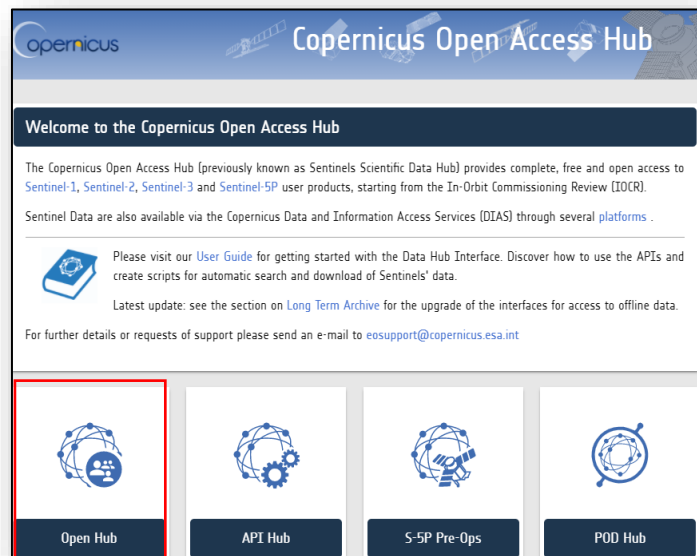 opernicus
Copernicus Open Access Hub
Welcome to the Copernicus Open Access Hub
The Copernicus Open Access Hub (previously known as Sentinels Scientific Data Hub) provides complete, free and open access to
Sentinel-1, Sentinel-2, Sentinel-3 and Sentinel-5P user products, starting from the In-Orbit Commissioning Review (IOCR).
Sentinel Data are also available via the Copernicus Data and Information Access Services (DIAS) through several platforms .
Please visit our User Guide for getting started with the Data Hub Interface. Discover how to use the APIs and
create scripts for automatic search and download of Sentinels' data.
Latest update: see the section on Long Term Archive for the upgrade of the interfaces for access to offline data.
For further details or requests of support please send an e-mail to eosupport@copernicus.esa.int
Open Hub
API Hub
S-5P Pre-Ops
POD Hub